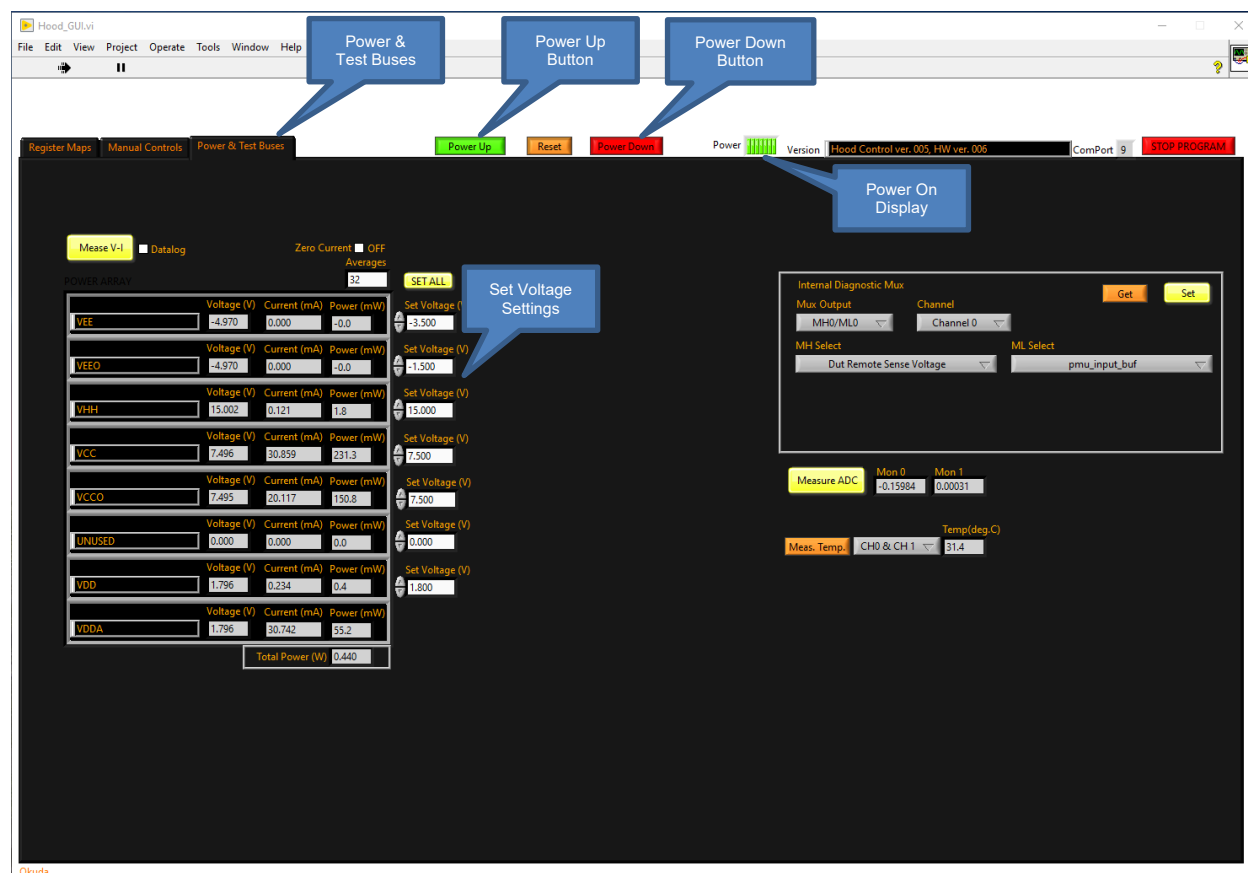 Hood_GUI.vi
File Edit View Project Operate Tools Window Help
Power &
Test Buses
Power Up
Button
Power Down
Button
Register Maps Manual Controls Power & Test Buses
Power Up Reset Power Down Power Version Hood Control ver. 005, HW ver. 006 ComPort 9 STOP PROGRAM
Power On
Display
Mease V-I Datalog Zero Current OFF
Averages
POWER ARRAY 32 SET ALL
Set Voltage
Settings
Voltage (V) Current (mA) Power (mW) Set Voltage (
VEE -4.970 0.000 -0.0 -3.500
Voltage (V) Current (mA) Power (mW) Set Voltage (V)
VEEO -4.970 0.000 -0.0 -1.500
Voltage (V) Current (mA) Power (mW) Set Voltage (V)
VHH 15.002 0.121 1.8 15.000
Voltage (V) Current (mA) Power (mW) Set Voltage (V)
VCC 7.496 30.859 231.3 7.500
Voltage (V) Current (mA) Power (mW) Set Voltage (V)
VCCO 7.495 20.117 150.8 7.500
Voltage (V) Current (mA) Power (mW) Set Voltage (V)
UNUSED 0.000 0.000 0.0 0.000
Voltage (V) Current (mA) Power (mW) Set Voltage (V)
VDD 1.796 0.234 0.4 1.800
Voltage (V) Current (mA) Power (mW)
VDDA 1.796 30.742 55.2
Total Power (W) 0.440
Internal Diagnostic Mux Get Set
Mux Output Channel
MH0/ML0 Channel 0
MH Select ML Select
Dut Remote Sense Voltage pmu_input_buf
Measure ADC Mon 0 Mon 1
-0.15984 0.00031
Temp(deg.C)
Meas. Temp. CH0 & CH 1 31.4
Okuda